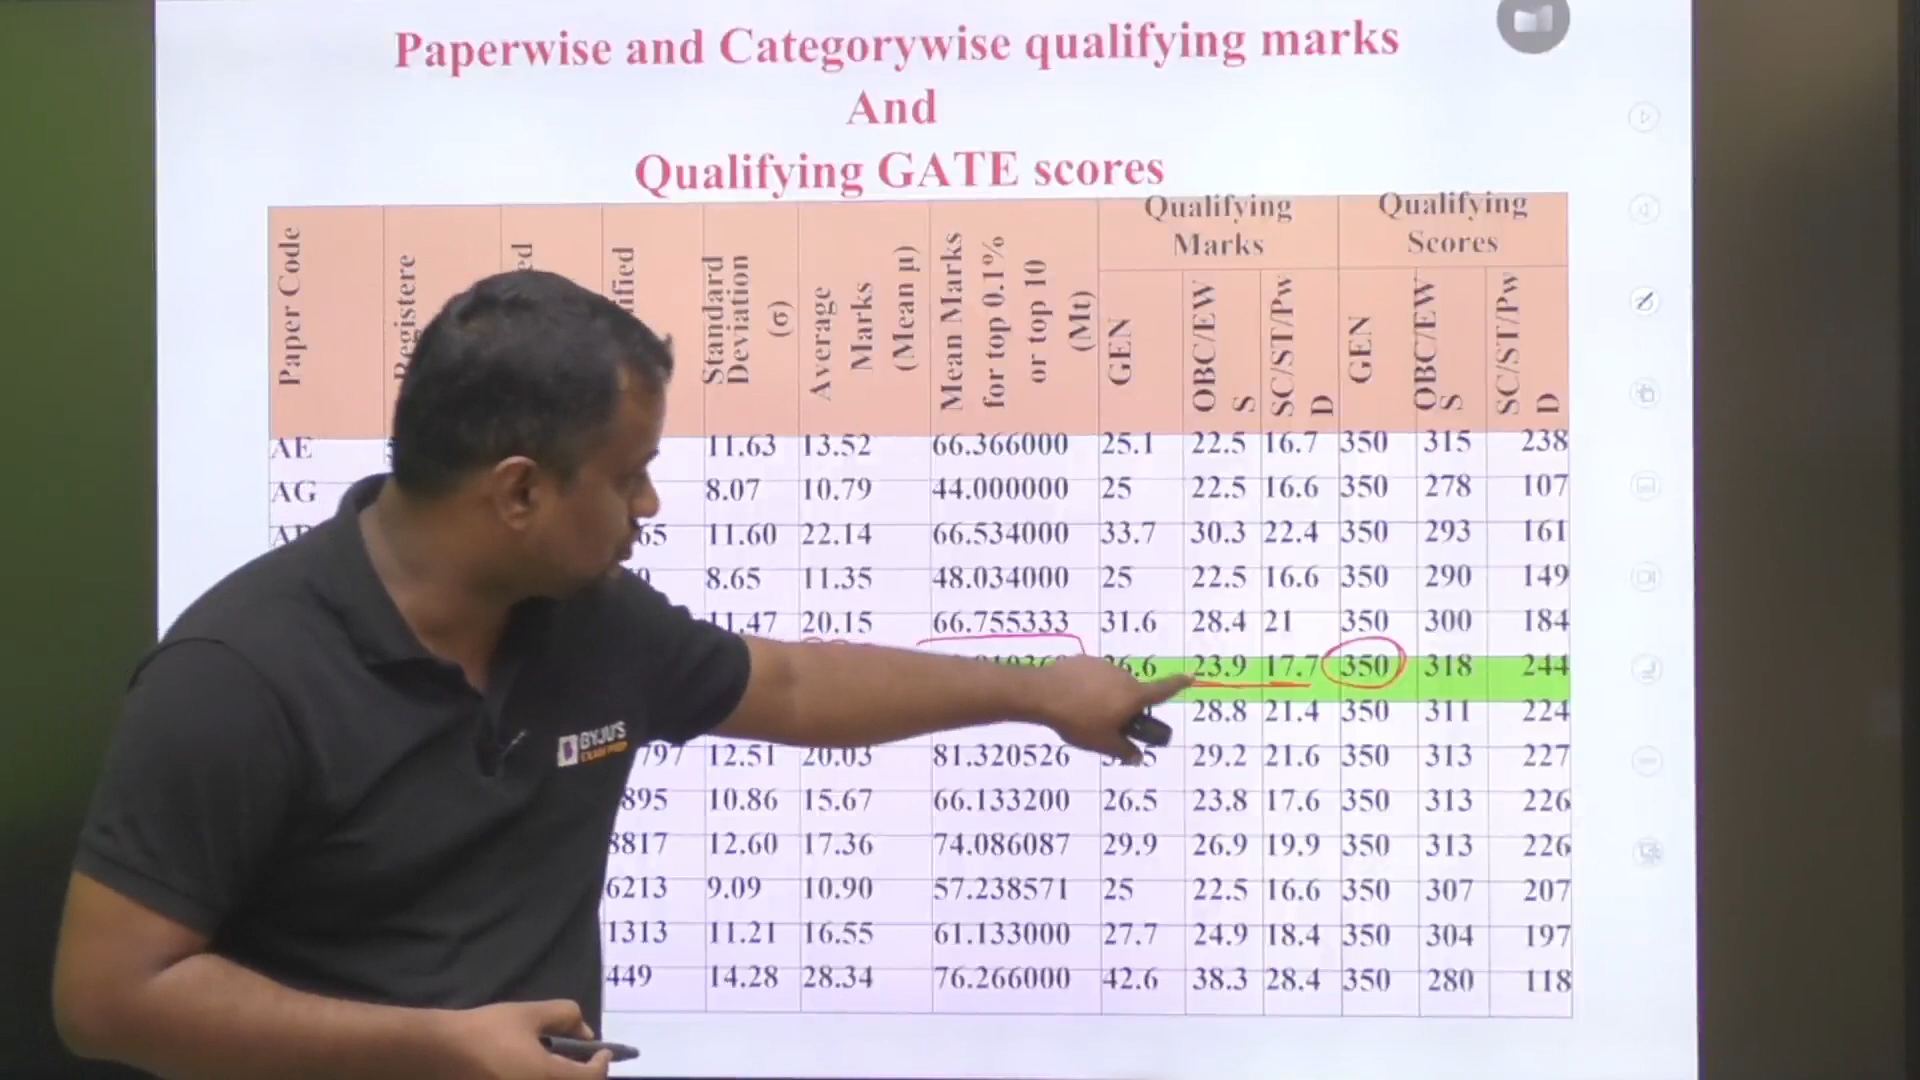 Paperwise and Categorywise qualifying marks
And
Qualifying GATE scores
Paper Code
Registere
Standard Deviation (σ)
Average Marks (Mean μ)
Mean Marks for top 0.1% or top 10 (Mt)
Qualifying Marks
Qualifying Scores
GEN OBC/EWS SC/ST/PwD GEN OBC/EWS SC/ST/PwD
AE 11.63 13.52 66.366000 25.1 22.5 16.7 350 315 238
AG 8.07 10.79 44.000000 25 22.5 16.6 350 278 107
11.60 22.14 66.534000 33.7 30.3 22.4 350 293 161
8.65 11.35 48.034000 25 22.5 16.6 350 290 149
11.47 20.15 66.755333 31.6 28.4 21 350 300 184
23.9 17.7 350 318 244
28.8 21.4 350 311 224
797 12.51 20.03 81.320526 29.2 21.6 350 313 227
895 10.86 15.67 66.133200 26.5 23.8 17.6 350 313 226
8817 12.60 17.36 74.086087 29.9 26.9 19.9 350 313 226
6213 9.09 10.90 57.238571 25 22.5 16.6 350 307 207
1313 11.21 16.55 61.133000 27.7 24.9 18.4 350 304 197
449 14.28 28.34 76.266000 42.6 38.3 28.4 350 280 118
BYJU'S
EXAM PREP